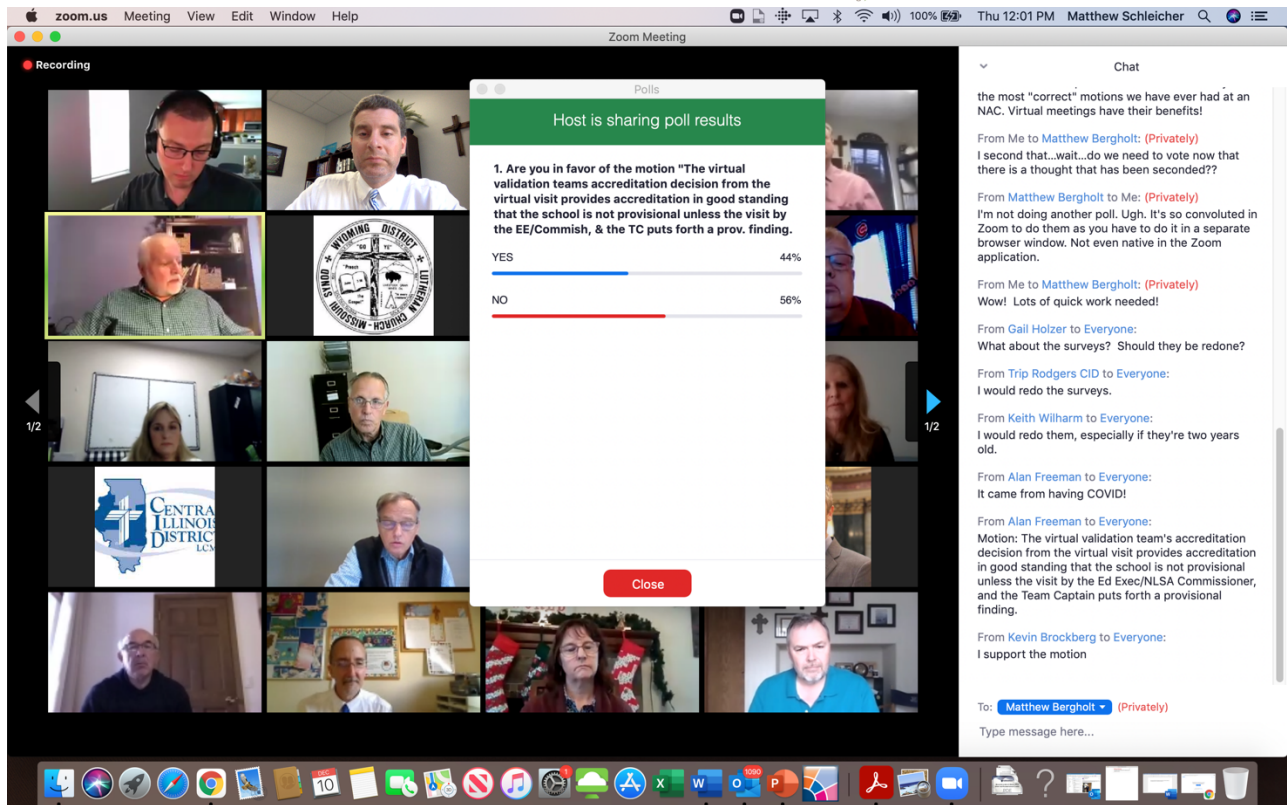 zoom.us Meeting View Edit Window Help
100% Thu 12:01 PM Matthew Schleicher
Zoom Meeting
Recording
Polls
Host is sharing poll results
1. Are you in favor of the motion "The virtual
validation teams accreditation decision from the
virtual visit provides accreditation in good standing
that the school is not provisional unless the visit by
the EE/Commish, & the TC puts forth a prov. finding.
YES 44%
NO 56%
Close
WYOMING DISTRICT
LUTHERAN CHURCH
MISSOURI SYNOD
"GO YE"
"Preach
the
Gospel"
CENTRA
ILLINOI
DISTRIC
LCM
1/2
1/2
Chat
the most "correct" motions we have ever had at an
NAC. Virtual meetings have their benefits!
From Me to Matthew Bergholt: (Privately)
I second that...wait...do we need to vote now that
there is a thought that has been seconded??
From Matthew Bergholt to Me: (Privately)
I'm not doing another poll. Ugh. It's so convoluted in
Zoom to do them as you have to do it in a separate
browser window. Not even native in the Zoom
application.
From Me to Matthew Bergholt: (Privately)
Wow! Lots of quick work needed!
From Gail Holzer to Everyone:
What about the surveys? Should they be redone?
From Trip Rodgers CID to Everyone:
I would redo the surveys.
From Keith Wilharm to Everyone:
I would redo them, especially if they're two years
old.
From Alan Freeman to Everyone:
It came from having COVID!
From Alan Freeman to Everyone:
Motion: The virtual validation team's accreditation
decision from the virtual visit provides accreditation
in good standing that the school is not provisional
unless the visit by the Ed Exec/NLSA Commissioner,
and the Team Captain puts forth a provisional
finding.
From Kevin Brockberg to Everyone:
I support the motion
To: Matthew Bergholt (Privately)
Type message here...
DEC
10
1090